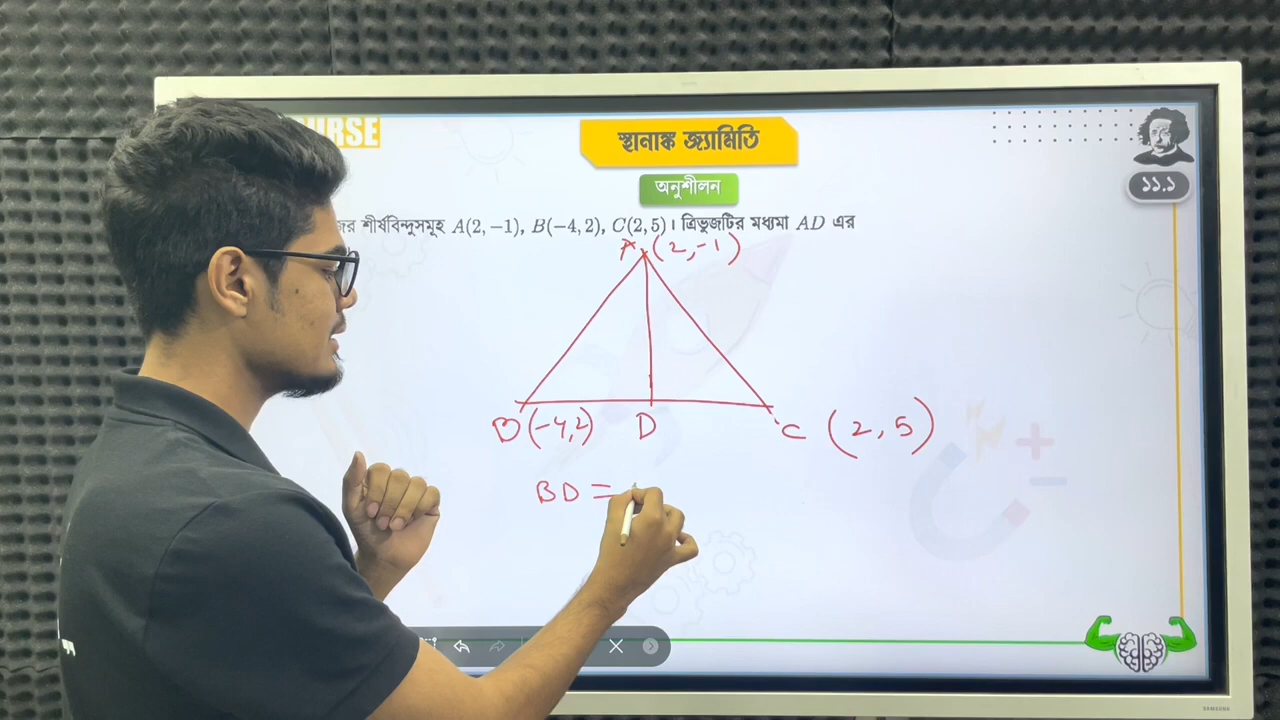 স্থানাঙ্ক জ্যামিতি
১১.১
অনুশীলন
শীর্ষবিন্দুসমূহ A(2,−1), B(−4,2), C(2,5)। ত্রিভুজটির মধ্যমা AD এর
A (2,-1)
B(-4,2) D C (2,5)
BD =
SAMSUNG